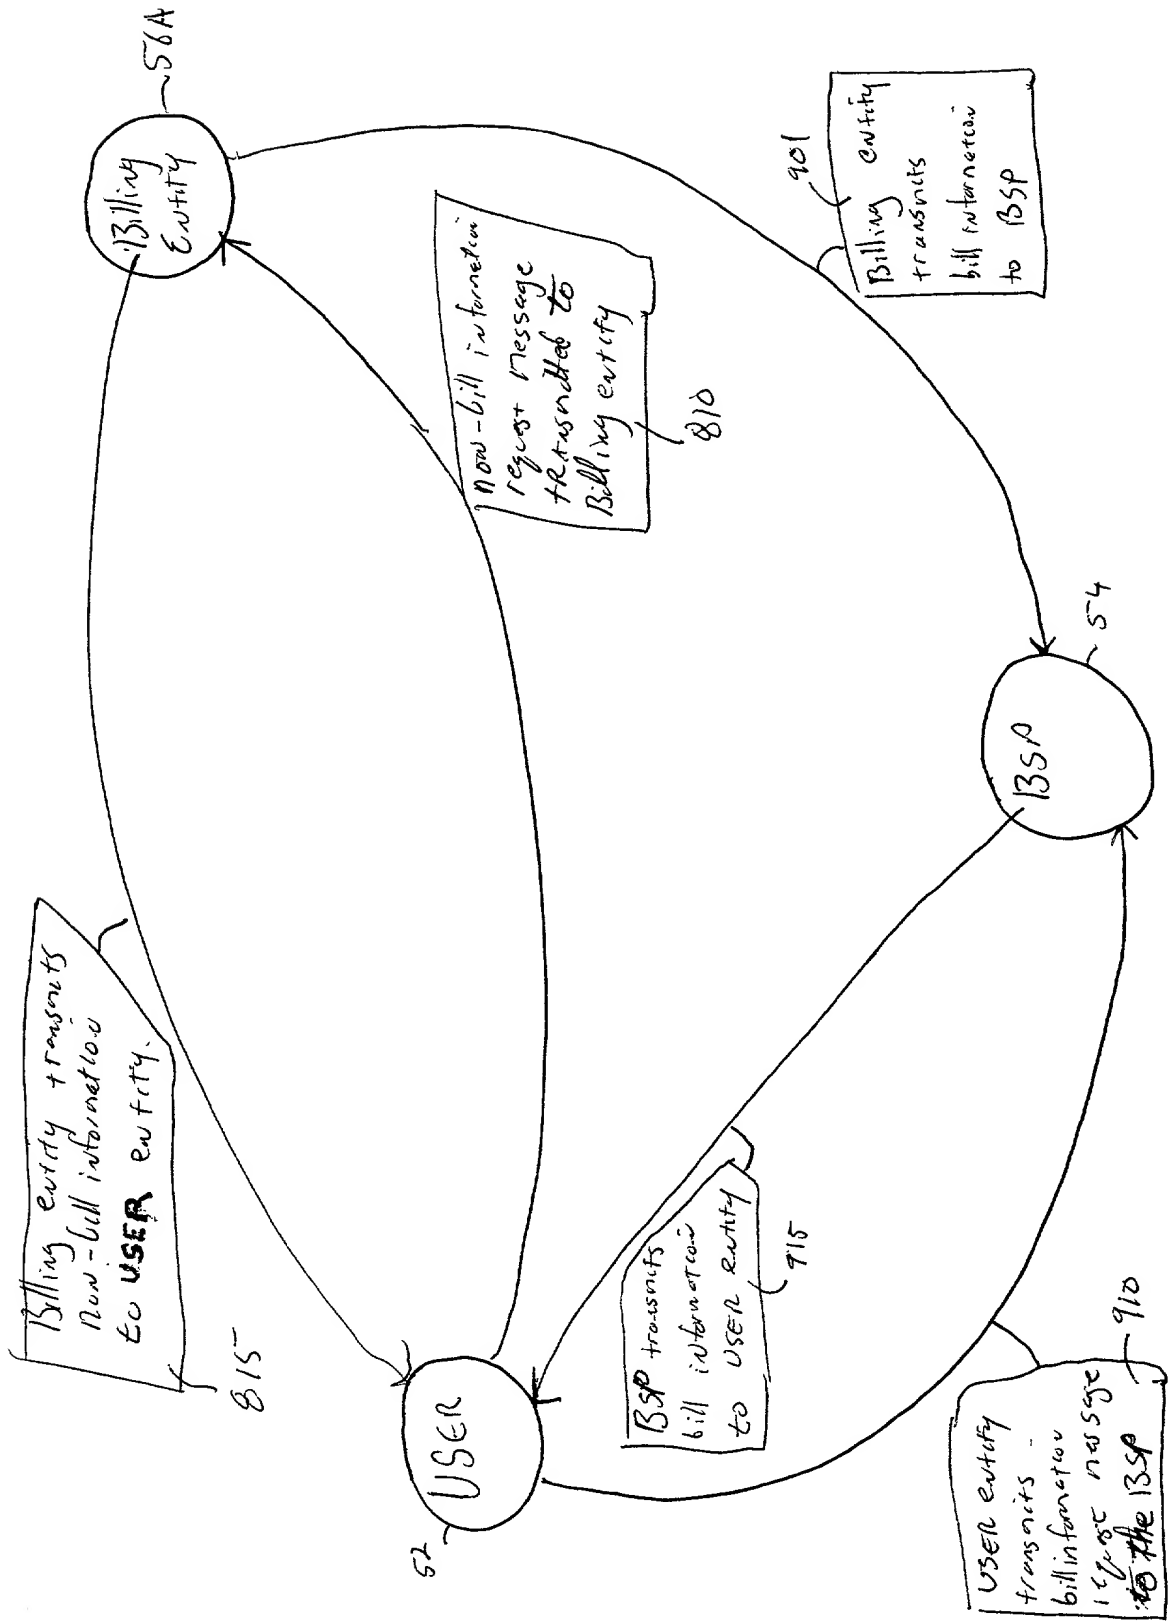 Billing entity transmits
non-bill information
to USER entity.
815
Billing
Entity
56A
non-bill information
request message
transmitted to
Billing entity
810
USER
52
BSP transmits
bill information
to USER entity
915
Billing entity
transmits
bill information
to BSP
901
BSP
54
USER entity
transmits
bill information
request message
to the BSP
910